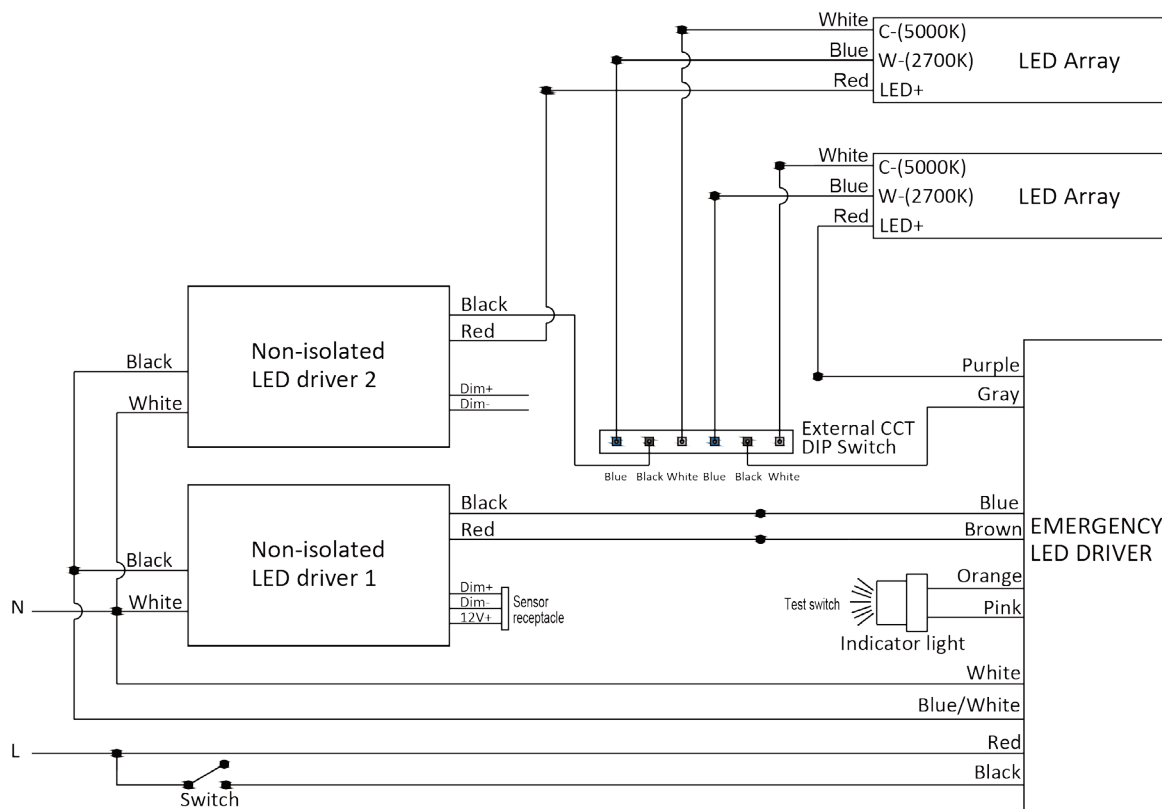 White
C-(5000K)
Blue
W-(2700K)
LED Array
Red
LED+
White
C-(5000K)
Blue
W-(2700K)
LED Array
Red
LED+
Black
Red
Non-isolated
LED driver 2
Black
White
Dim+
Dim-
Purple
Gray
External CCT
DIP Switch
Blue Black White Blue Black White
Black
Red
Non-isolated
LED driver 1
Black
White
N
Dim+
Dim-
12V+
Sensor
receptacle
Blue
Brown
EMERGENCY
LED DRIVER
Orange
Pink
Test switch
Indicator light
White
Blue/White
L
Red
Black
Switch